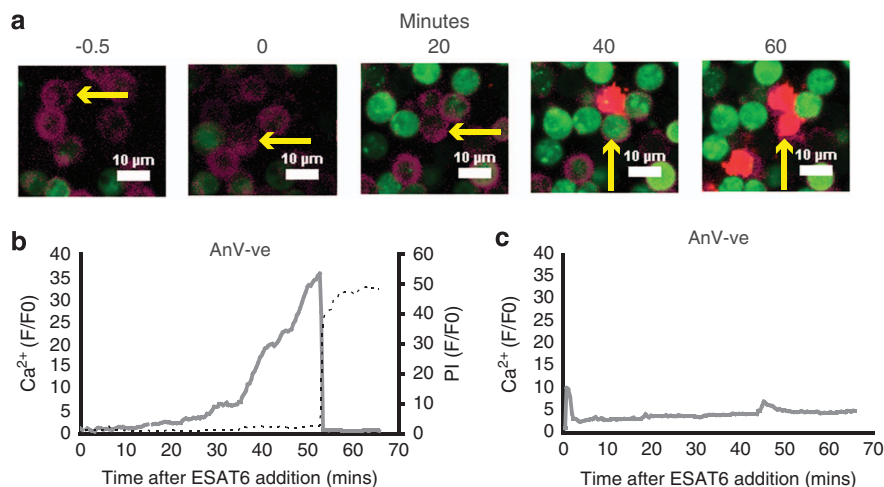 a
Minutes
-0.5 0 20 40 60
10 µm 10 µm 10 µm 10 µm 10 µm
b
AnV-ve
Ca²⁺ (F/F0)
40
35
30
25
20
15
10
5
0
PI (F/F0)
60
50
40
30
20
10
0
0 10 20 30 40 50 60 70
Time after ESAT6 addition (mins)
c
AnV-ve
Ca²⁺ (F/F0)
40
35
30
25
20
15
10
5
0
0 10 20 30 40 50 60 70
Time after ESAT6 addition (mins)